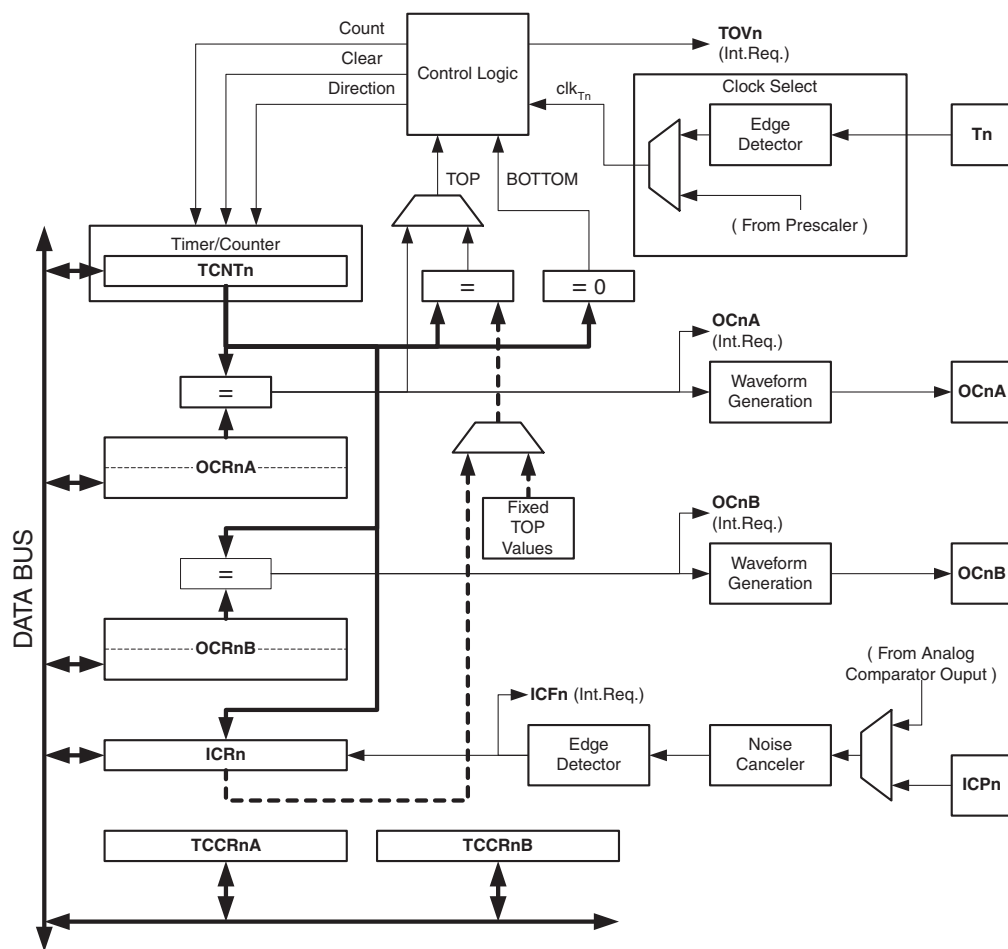 Count
Clear
Direction
Control Logic
TOVn
(Int.Req.)
clkTn
Clock Select
Edge
Detector
Tn
( From Prescaler )
TOP
BOTTOM
Timer/Counter
TCNTn
=
= 0
OCnA
(Int.Req.)
=
Waveform
Generation
OCnA
OCRnA
Fixed
TOP
Values
OCnB
(Int.Req.)
=
Waveform
Generation
OCnB
OCRnB
DATA BUS
( From Analog
Comparator Ouput )
ICFn (Int.Req.)
ICRn
Edge
Detector
Noise
Canceler
ICPn
TCCRnA
TCCRnB